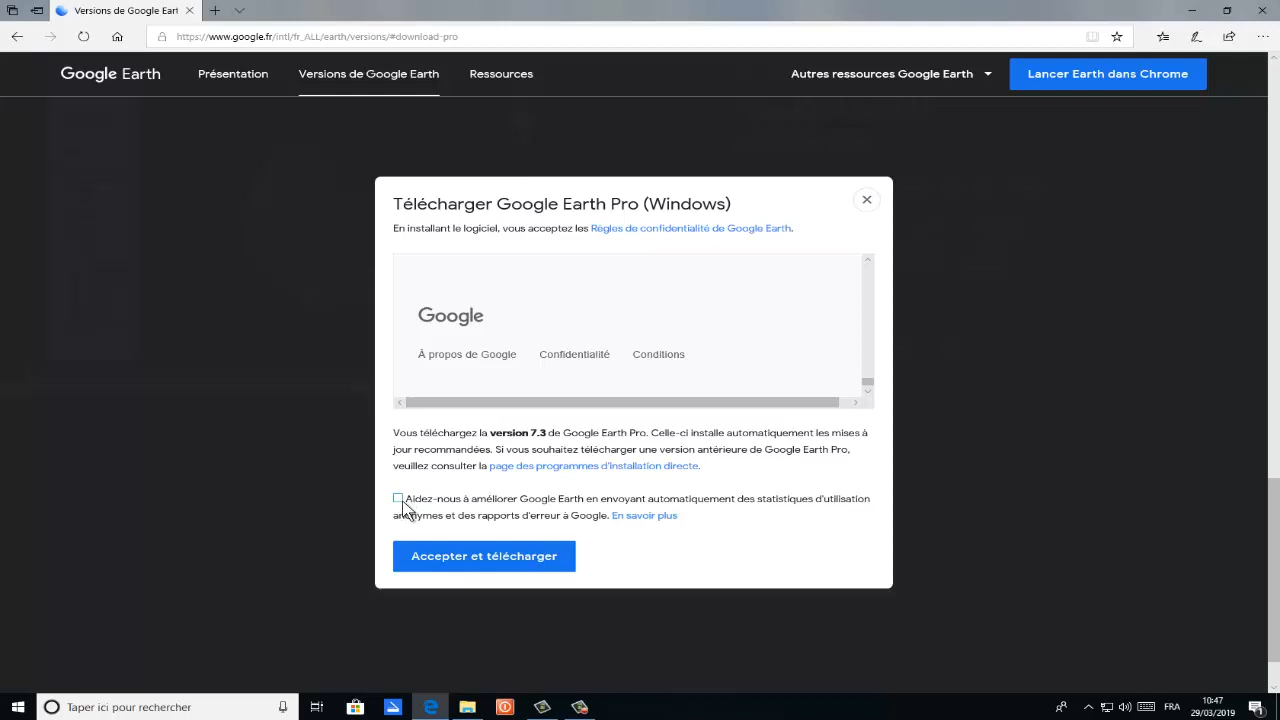 Versions de Google Eart
https://www.google.fr/intl/fr_ALL/earth/versions/#download-pro
Google Earth
Présentation
Versions de Google Earth
Ressources
Autres ressources Google Earth
Lancer Earth dans Chrome
Télécharger Google Earth Pro (Windows)
En installant le logiciel, vous acceptez les Règles de confidentialité de Google Earth.
Google
À propos de Google
Confidentialité
Conditions
Vous téléchargez la version 7.3 de Google Earth Pro. Celle-ci installe automatiquement les mises à
jour recommandées. Si vous souhaitez télécharger une version antérieure de Google Earth Pro,
veuillez consulter la page des programmes d'installation directe.
Aidez-nous à améliorer Google Earth en envoyant automatiquement des statistiques d'utilisation
anonymes et des rapports d'erreur à Google. En savoir plus
Accepter et télécharger
Taper ici pour rechercher
FRA
10:47
29/03/2019